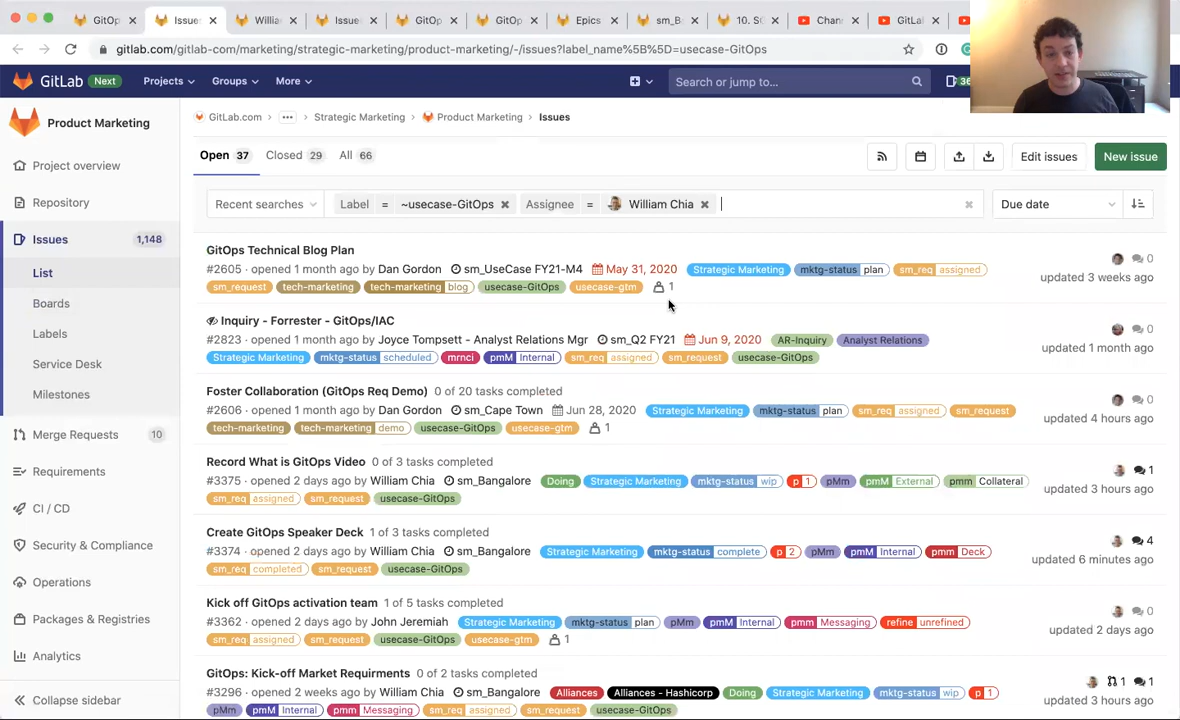 GitOp
Issues
Willia
Issue
GitOp
GitOp
Epics
sm_B
10. S
Chan
GitLa
gitlab.com/gitlab-com/marketing/strategic-marketing/product-marketing/-/issues?label_name%5B%5D=usecase-GitOps
GitLab Next Projects Groups More Search or jump to... 36
Product Marketing
GitLab.com Strategic Marketing Product Marketing Issues
Project overview
Repository
Issues 1,148
List
Boards
Labels
Service Desk
Milestones
Merge Requests 10
Requirements
CI / CD
Security & Compliance
Operations
Packages & Registries
Analytics
Collapse sidebar
Open 37 Closed 29 All 66 Edit issues New issue
Recent searches Label = ~usecase-GitOps Assignee = William Chia Due date
GitOps Technical Blog Plan 0
#2605 · opened 1 month ago by Dan Gordon sm_UseCase FY21-M4 May 31, 2020 Strategic Marketing mktg-status plan sm_req assigned updated 3 weeks ago
sm_request tech-marketing tech-marketing blog usecase-GitOps usecase-gtm 1
Inquiry - Forrester - GitOps/IAC 0
#2823 · opened 1 month ago by Joyce Tompsett - Analyst Relations Mgr sm_Q2 FY21 Jun 9, 2020 AR-Inquiry Analyst Relations updated 1 month ago
Strategic Marketing mktg-status scheduled mrnci pmM Internal sm_req assigned sm_request usecase-GitOps
Foster Collaboration (GitOps Req Demo) 0 of 20 tasks completed 0
#2606 · opened 1 month ago by Dan Gordon sm_Cape Town Jun 28, 2020 Strategic Marketing mktg-status plan sm_req assigned sm_request updated 4 hours ago
tech-marketing tech-marketing demo usecase-GitOps usecase-gtm 1
Record What is GitOps Video 0 of 3 tasks completed 1
#3375 · opened 2 days ago by William Chia sm_Bangalore Doing Strategic Marketing mktg-status wip p 1 pMm pmM External pmm Collateral updated 3 hours ago
sm_req assigned sm_request usecase-GitOps
Create GitOps Speaker Deck 1 of 3 tasks completed 4
#3374 · opened 2 days ago by William Chia sm_Bangalore Strategic Marketing mktg-status complete p 2 pMm pmM Internal pmm Deck updated 6 minutes ago
sm_req completed sm_request usecase-GitOps
Kick off GitOps activation team 1 of 5 tasks completed 0
#3362 · opened 2 days ago by John Jeremiah Strategic Marketing mktg-status plan pMm pmM Internal pmm Messaging refine unrefined updated 2 days ago
sm_req assigned sm_request usecase-GitOps usecase-gtm 1
GitOps: Kick-off Market Requirments 0 of 2 tasks completed 1 1
#3296 · opened 2 weeks ago by William Chia sm_Bangalore Alliances Alliances - Hashicorp Doing Strategic Marketing mktg-status wip p 1 updated 3 hours ago
pMm pmM Internal pmm Messaging sm_req assigned sm_request usecase-GitOps